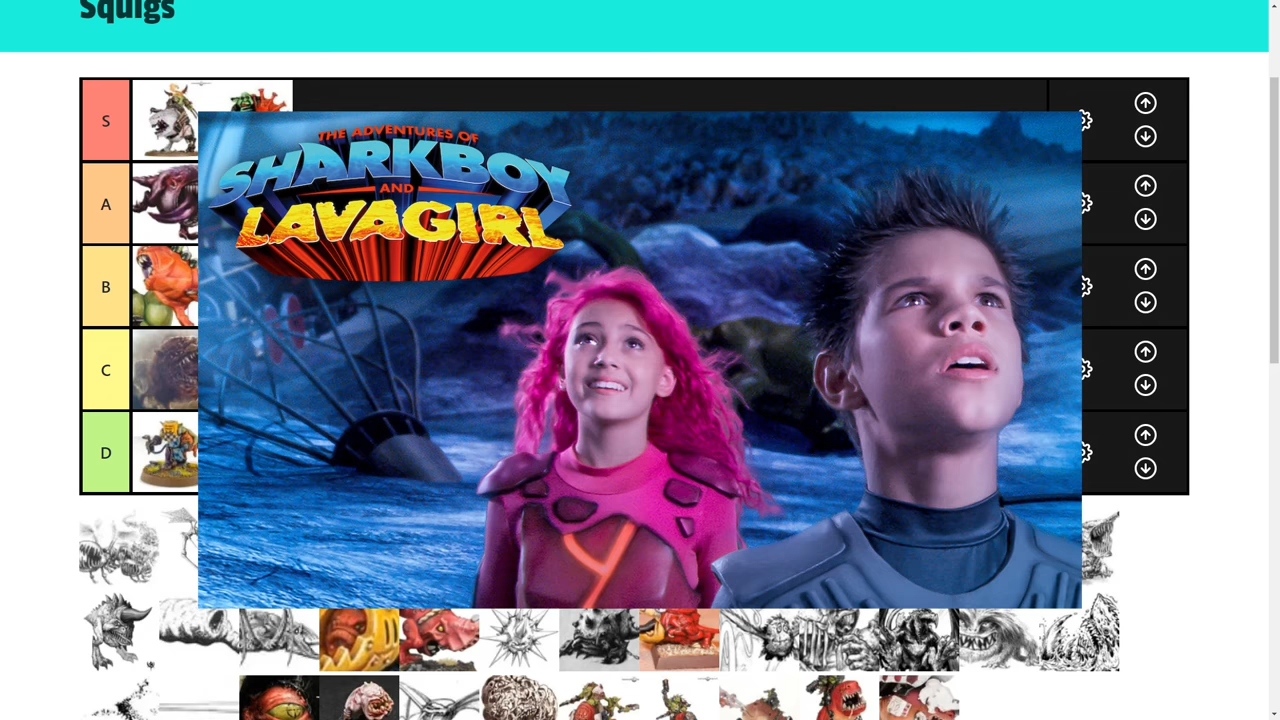 Squigs
S
THE ADVENTURES OF
SHARKBOY
AND
LAVAGIRL
A
B
C
D